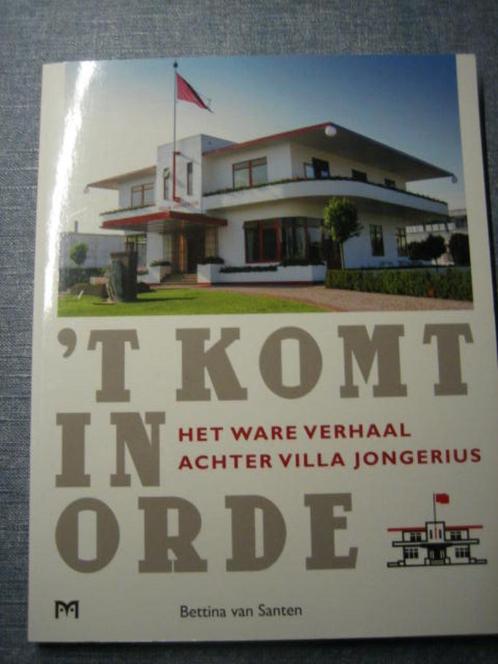 'T KOMT
IN
HET WARE VERHAAL
ACHTER VILLA JONGERIUS
ORDE
Bettina van Santen